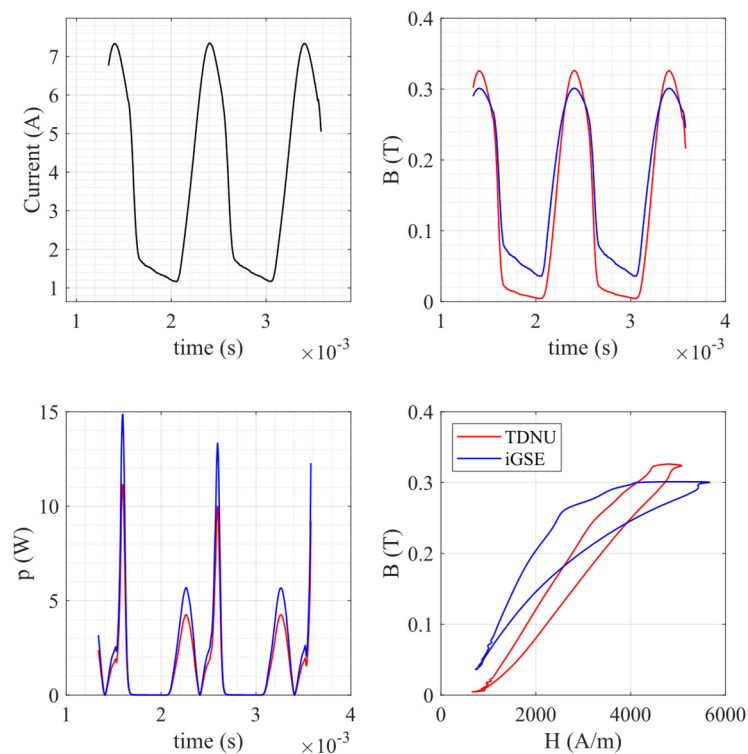 7
6
5
4
3
2
1
Current (A)
1 2 3
time (s)
×10⁻³
0.4
0.3
0.2
0.1
0
B (T)
1 2 3 4
time (s)
×10⁻³
15
10
5
0
p (W)
1 2 3 4
time (s)
×10⁻³
0.4
0.3
0.2
0.1
0
B (T)
TDNU
iGSE
0 2000 4000 6000
H (A/m)